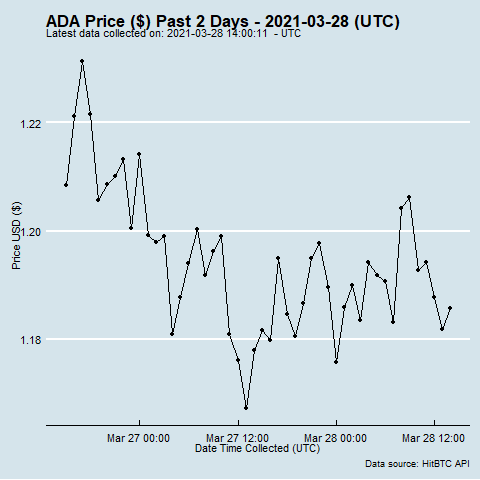 ADA Price ($) Past 2 Days - 2021-03-28 (UTC)
Latest data collected on: 2021-03-28 14:00:11 - UTC
1.22
1.20
1.18
Price USD ($)
Mar 27 00:00 Mar 27 12:00 Mar 28 00:00 Mar 28 12:00
Date Time Collected (UTC)
Data source: HitBTC API